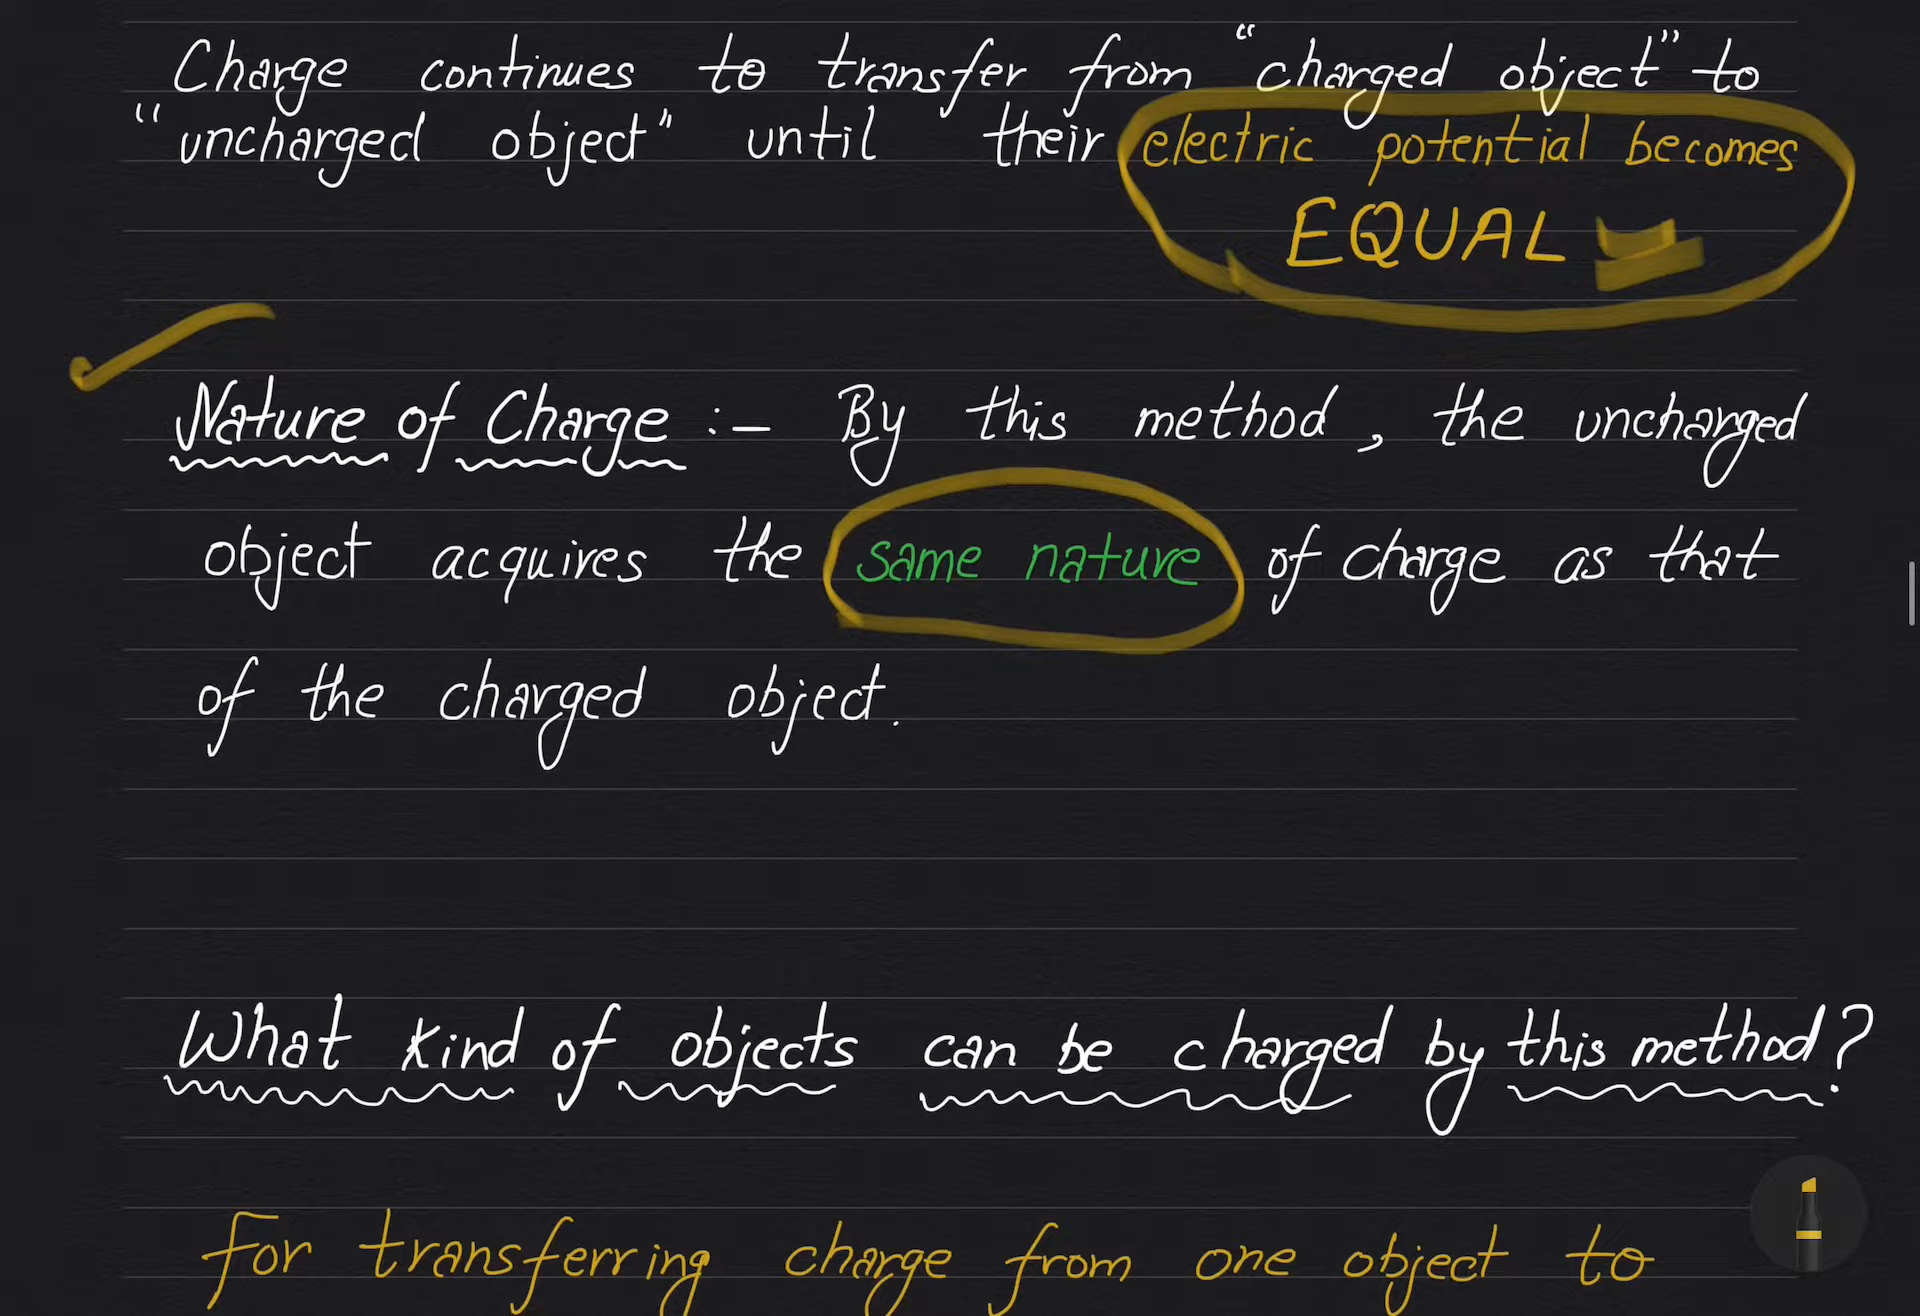 Charge continues to transfer from "charged object" to
"uncharged object" until their electric potential becomes
EQUAL
Nature of Charge :- By this method, the uncharged
object acquires the same nature of charge as that
of the charged object.
What kind of objects can be charged by this method?
For transferring charge from one object to